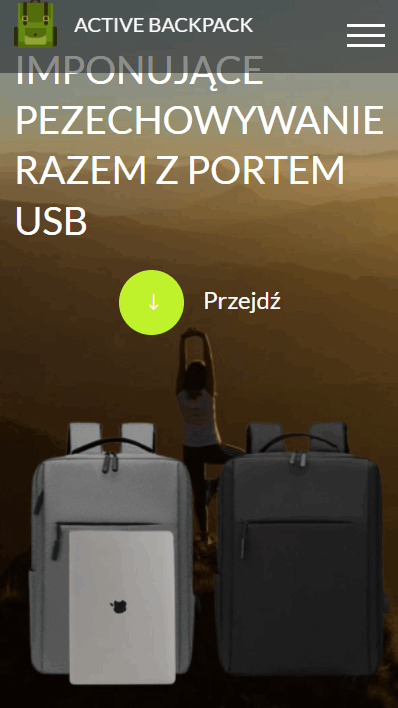 ACTIVE BACKPACK
IMPONUJĄCE
PEZECHOWYWANIE
RAZEM Z PORTEM
USB
↓ Przejdź